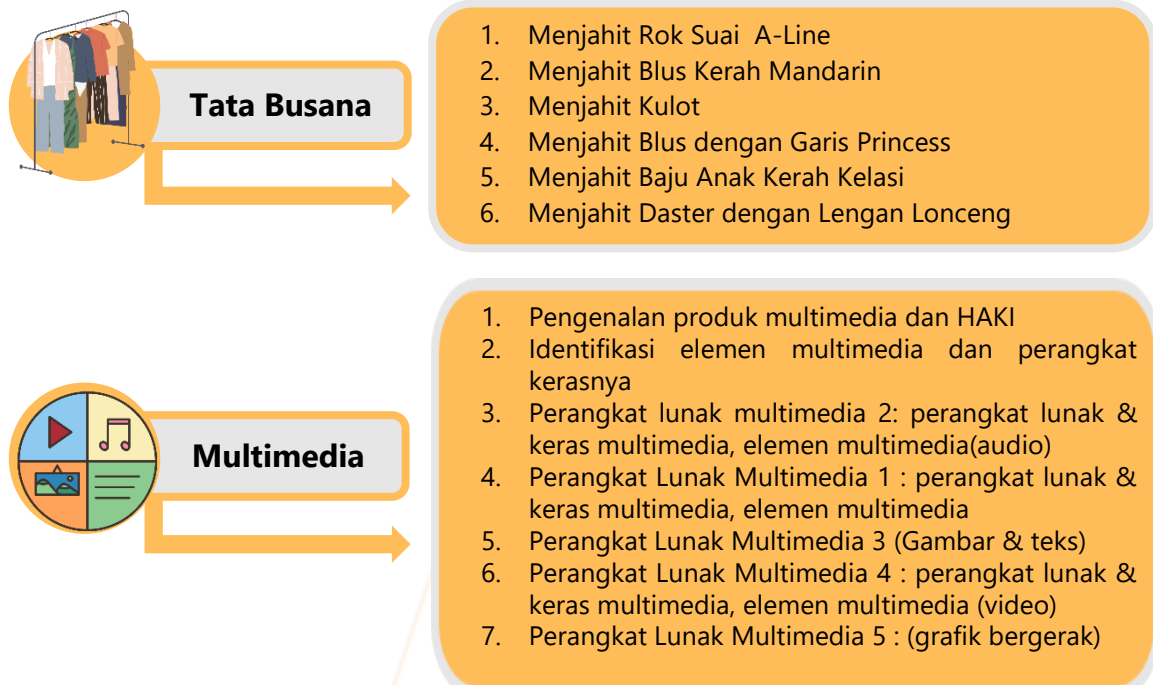 Tata Busana
1. Menjahit Rok Suai A-Line
2. Menjahit Blus Kerah Mandarin
3. Menjahit Kulot
4. Menjahit Blus dengan Garis Princess
5. Menjahit Baju Anak Kerah Kelasi
6. Menjahit Daster dengan Lengan Lonceng
Multimedia
1. Pengenalan produk multimedia dan HAKI
2. Identifikasi elemen multimedia dan perangkat
kerasnya
3. Perangkat lunak multimedia 2: perangkat lunak &
keras multimedia, elemen multimedia(audio)
4. Perangkat Lunak Multimedia 1 : perangkat lunak &
keras multimedia, elemen multimedia
5. Perangkat Lunak Multimedia 3 (Gambar & teks)
6. Perangkat Lunak Multimedia 4 : perangkat lunak &
keras multimedia, elemen multimedia (video)
7. Perangkat Lunak Multimedia 5 : (grafik bergerak)